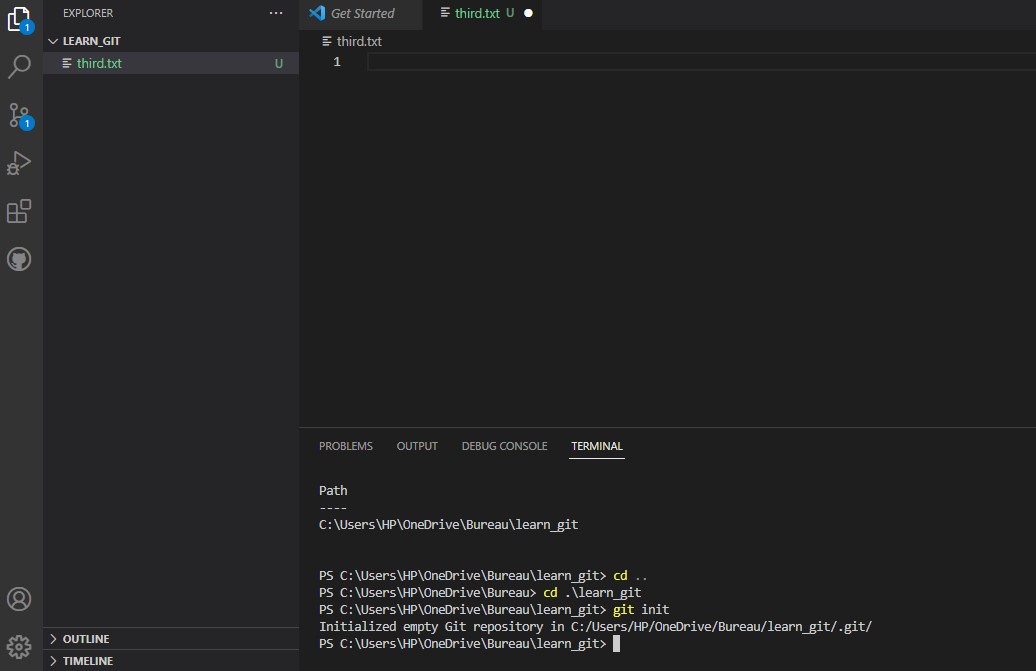 EXPLORER
···
LEARN_GIT
third.txt U
1
1
Get Started
third.txt U
third.txt
1
PROBLEMS OUTPUT DEBUG CONSOLE TERMINAL
Path
----
C:\Users\HP\OneDrive\Bureau\learn_git
PS C:\Users\HP\OneDrive\Bureau\learn_git> cd ..
PS C:\Users\HP\OneDrive\Bureau> cd .\learn_git
PS C:\Users\HP\OneDrive\Bureau\learn_git> git init
Initialized empty Git repository in C:/Users/HP/OneDrive/Bureau/learn_git/.git/
PS C:\Users\HP\OneDrive\Bureau\learn_git>
OUTLINE
TIMELINE